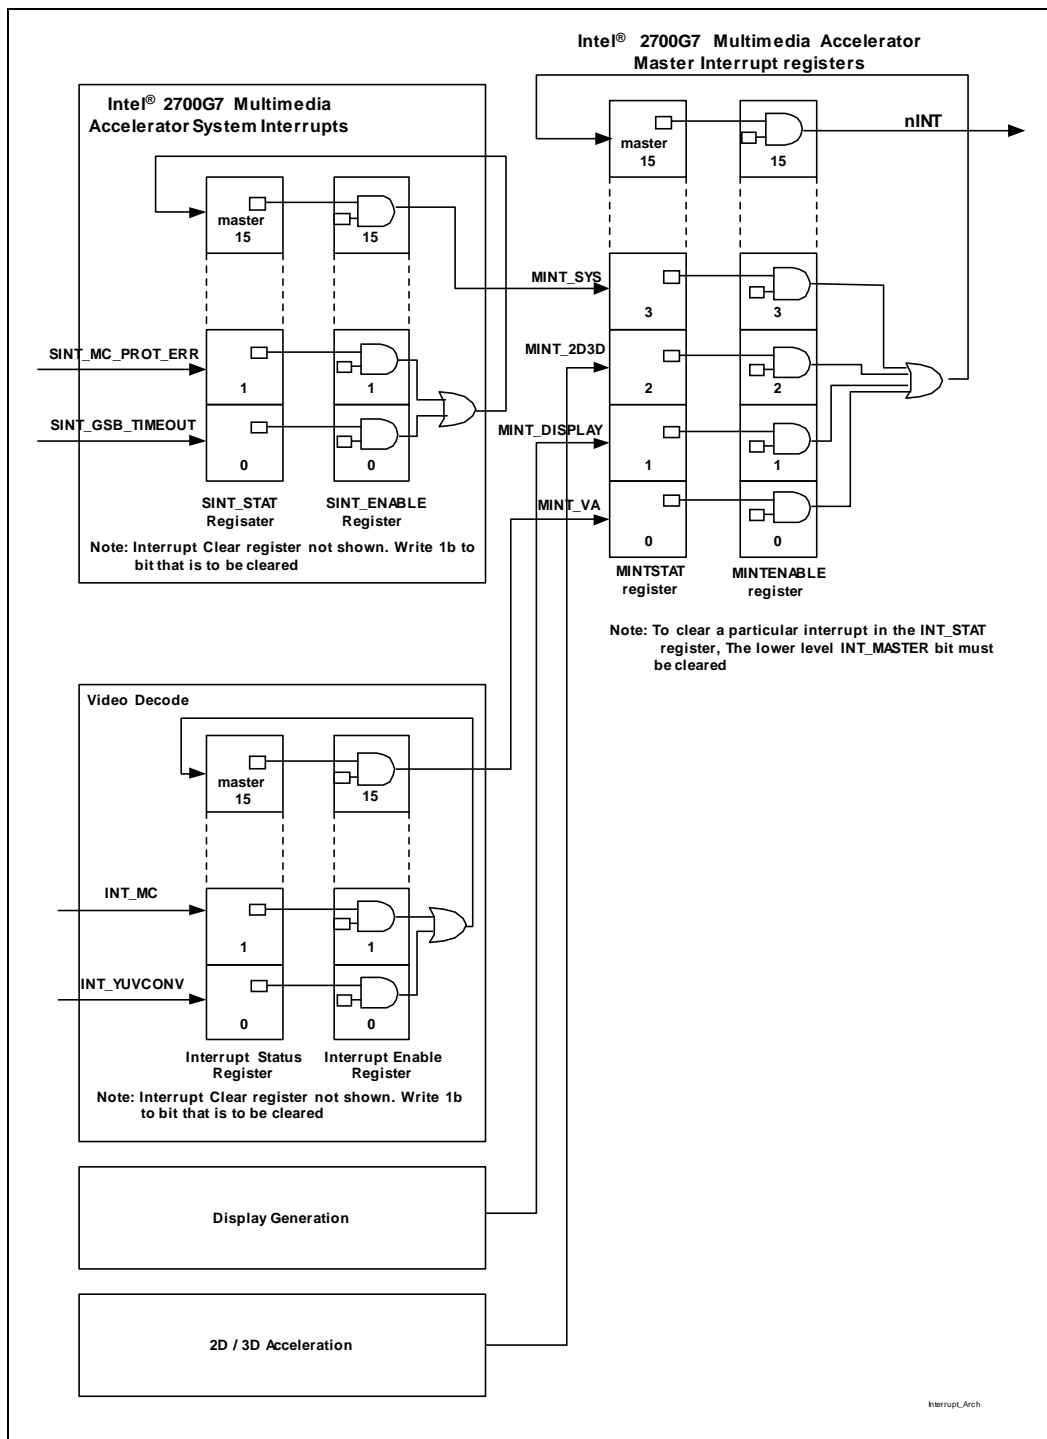 Intel® 2700G7 Multimedia Accelerator
Master Interrupt registers
Intel® 2700G7 Multimedia
Accelerator System Interrupts
master
15
15
SINT_MC_PROT_ERR
1
1
SINT_GSB_TIMEOUT
0
0
SINT_STAT
Regisater
SINT_ENABLE
Register
Note: Interrupt Clear register not shown. Write 1b to
bit that is to be cleared
master
15
15
nINT
MINT_SYS
3
3
MINT_2D3D
2
2
MINT_DISPLAY
1
1
MINT_VA
0
0
MINTSTAT
register
MINTENABLE
register
Note: To clear a particular interrupt in the INT_STAT
register, The lower level INT_MASTER bit must
be cleared
Video Decode
master
15
15
INT_MC
1
1
INT_YUVCONV
0
0
Interrupt Status
Register
Interrupt Enable
Register
Note: Interrupt Clear register not shown. Write 1b
to bit that is to be cleared
Display Generation
2D / 3D Acceleration
Interrupt_Arch